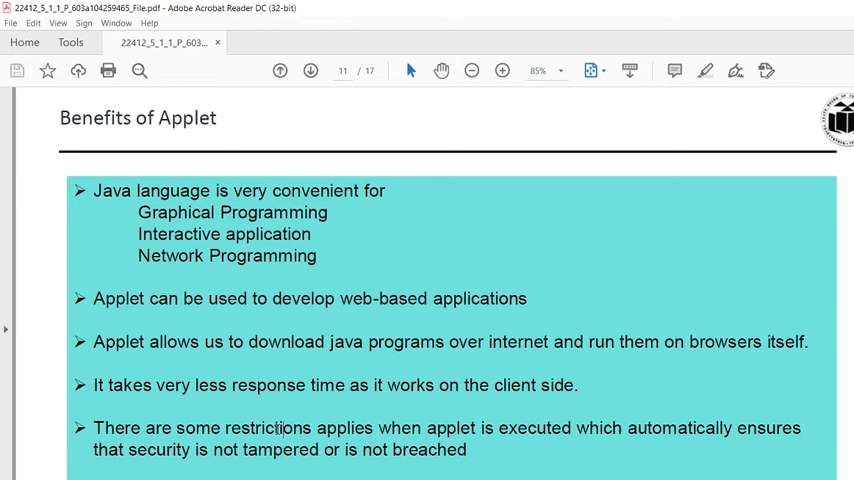 22412_5_1_1_P_603a104259465_File.pdf - Adobe Acrobat Reader DC (32-bit)
File Edit View Sign Window Help
Home Tools 22412_5_1_1_P_603... ×
11 / 17 85%
Benefits of Applet
➢ Java language is very convenient for
Graphical Programming
Interactive application
Network Programming
➢ Applet can be used to develop web-based applications
➢ Applet allows us to download java programs over internet and run them on browsers itself.
➢ It takes very less response time as it works on the client side.
➢ There are some restrictions applies when applet is executed which automatically ensures
that security is not tampered or is not breached